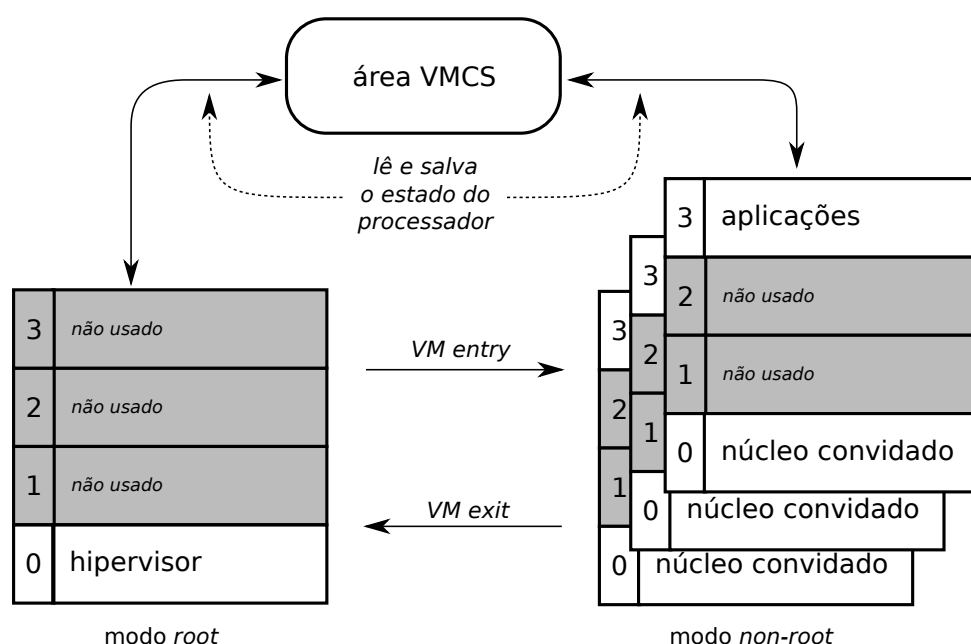 área VMCS
lê e salva
o estado do
processador
3 não usado
2 não usado
1 não usado
0 hipervisor
modo root
VM entry
VM exit
3 aplicações
2 não usado
1 não usado
0 núcleo convidado
3
2
1
0 núcleo convidado
3
2
1
0 núcleo convidado
modo non-root